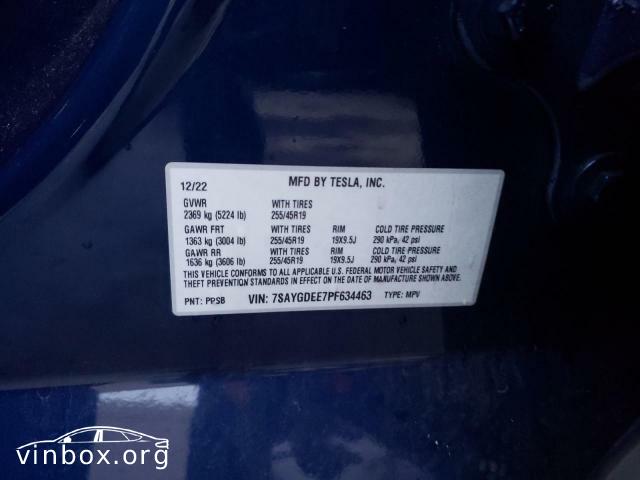 12/22 MFD BY TESLA, INC.
GVWR WITH TIRES
2369 kg (5224 lb) 255/45R19
GAWR FRT WITH TIRES RIM COLD TIRE PRESSURE
1363 kg (3004 lb) 255/45R19 19X9.5J 290 kPa, 42 psi
GAWR RR WITH TIRES RIM COLD TIRE PRESSURE
1636 kg (3606 lb) 255/45R19 19X9.5J 290 kPa, 42 psi
THIS VEHICLE CONFORMS TO ALL APPLICABLE U.S. FEDERAL MOTOR VEHICLE SAFETY AND
THEFT PREVENTION STANDARDS IN EFFECT ON THE DATE OF MANUFACTURE SHOWN ABOVE.
PNT: PPSB VIN: 7SAYGDEE7PF634463 TYPE: MPV
vinbox.org